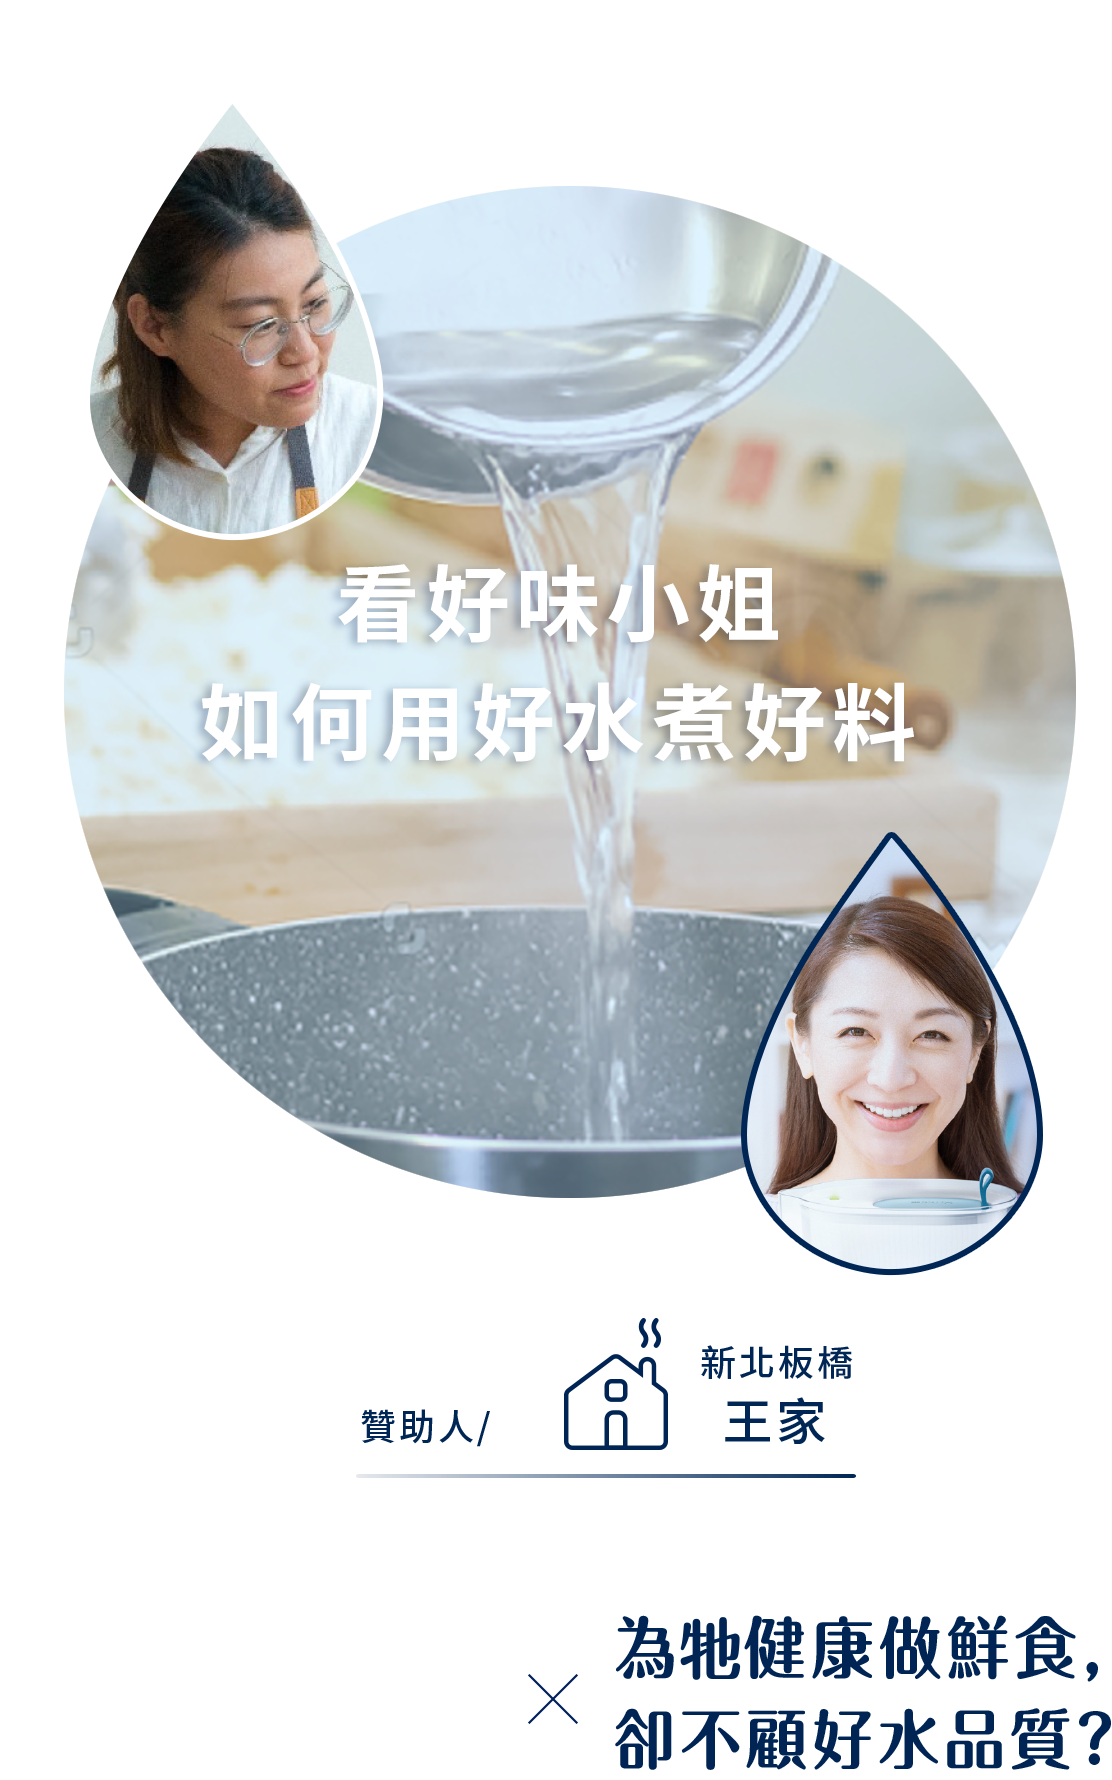 看好味小姐
如何用好水煮好料
新北板橋
贊助人/
王家
為牠健康做鮮食,
卻不顧好水品質?